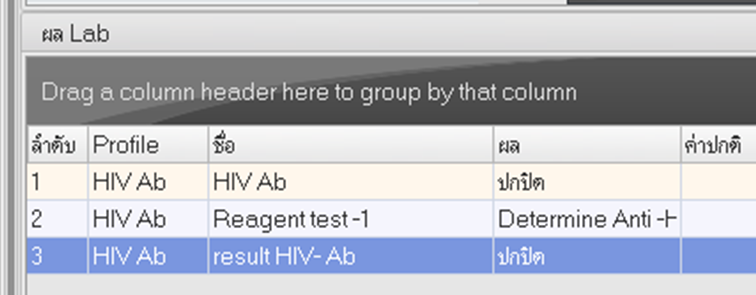 ผล Lab
Drag a column header here to group by that column
ลำดับ Profile ชื่อ ผล ค่าปกติ
1 HIV Ab HIV Ab ปกปิด
2 HIV Ab Reagent test -1 Determine Anti -H
3 HIV Ab result HIV- Ab ปกปิด